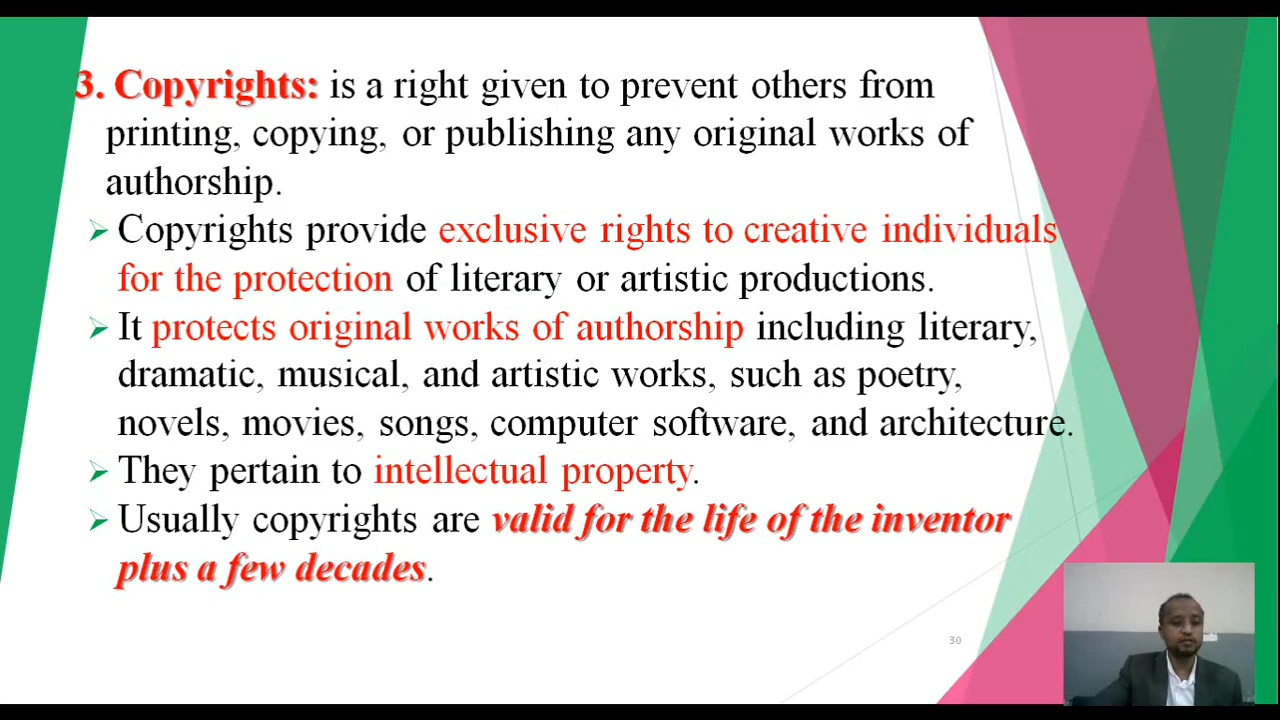 3. Copyrights: is a right given to prevent others from
printing, copying, or publishing any original works of
authorship.
➢ Copyrights provide exclusive rights to creative individuals
for the protection of literary or artistic productions.
➢ It protects original works of authorship including literary,
dramatic, musical, and artistic works, such as poetry,
novels, movies, songs, computer software, and architecture.
➢ They pertain to intellectual property.
➢ Usually copyrights are valid for the life of the inventor
plus a few decades.
30